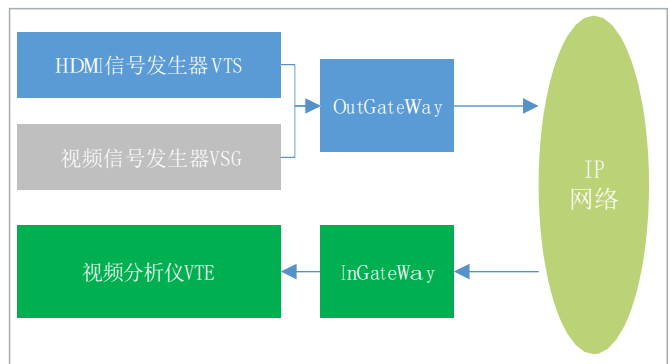 HDMI信号发生器VTS
OutGateWay
视频信号发生器VSG
IP
网络
视频分析仪VTE
InGateWay